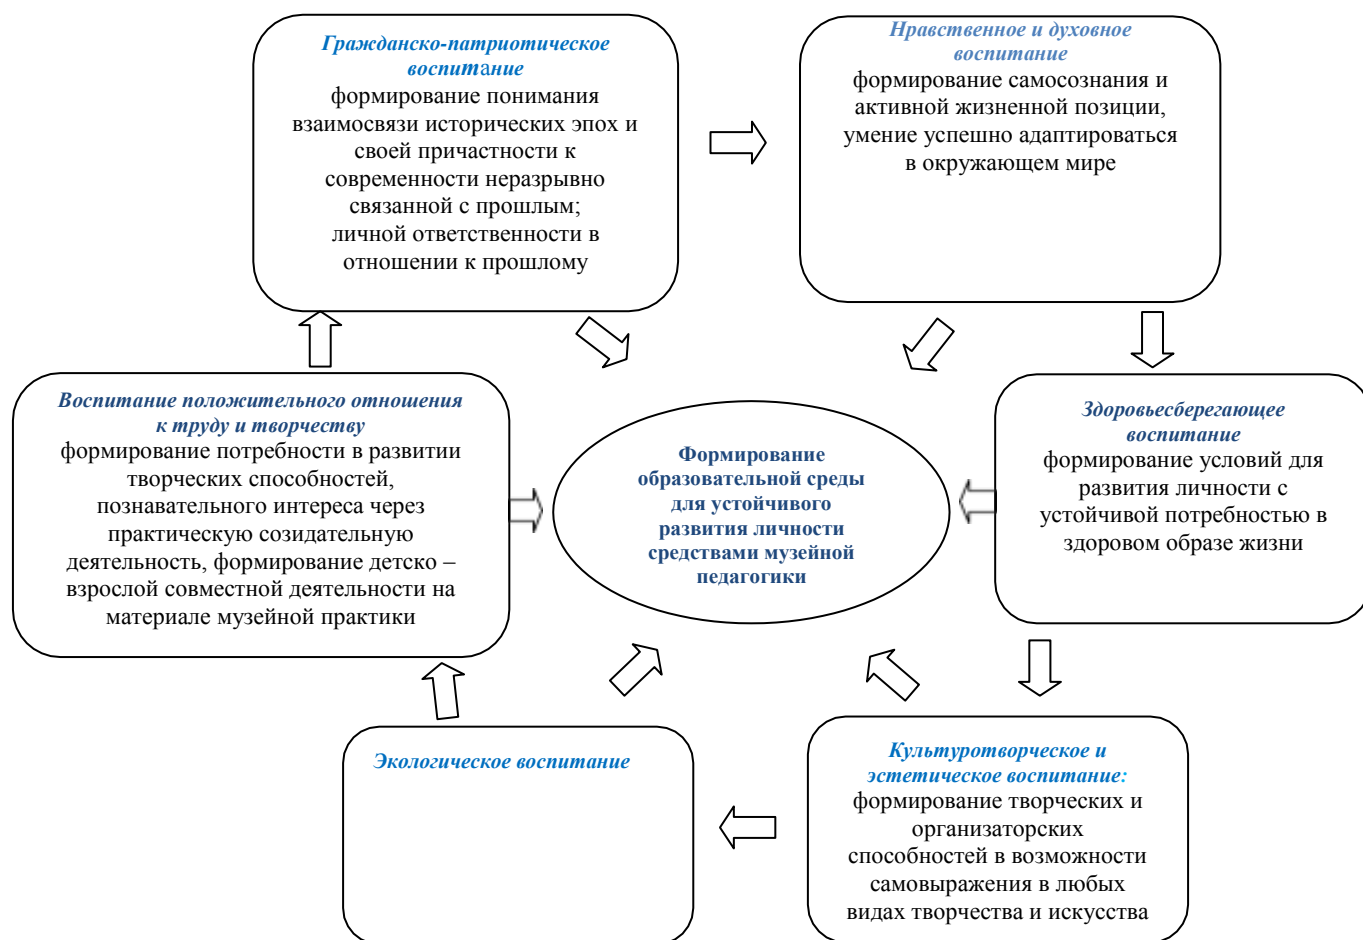 Гражданско-патриотическое
воспитание
формирование понимания
взаимосвязи исторических эпох и
своей причастности к
современности неразрывно
связанной с прошлым;
личной ответственности в
отношении к прошлому
Нравственное и духовное
воспитание
формирование самосознания и
активной жизненной позиции,
умение успешно адаптироваться
в окружающем мире
Воспитание положительного отношения
к труду и творчеству
формирование потребности в развитии
творческих способностей,
познавательного интереса через
практическую созидательную
деятельность, формирование детско –
взрослой совместной деятельности на
материале музейной практики
Формирование
образовательной среды
для устойчивого
развития личности
средствами музейной
педагогики
Здоровьесберегающее
воспитание
формирование условий для
развития личности с
устойчивой потребностью в
здоровом образе жизни
Экологическое воспитание
Культуротворческое и
эстетическое воспитание:
формирование творческих и
организаторских
способностей в возможности
самовыражения в любых
видах творчества и искусства